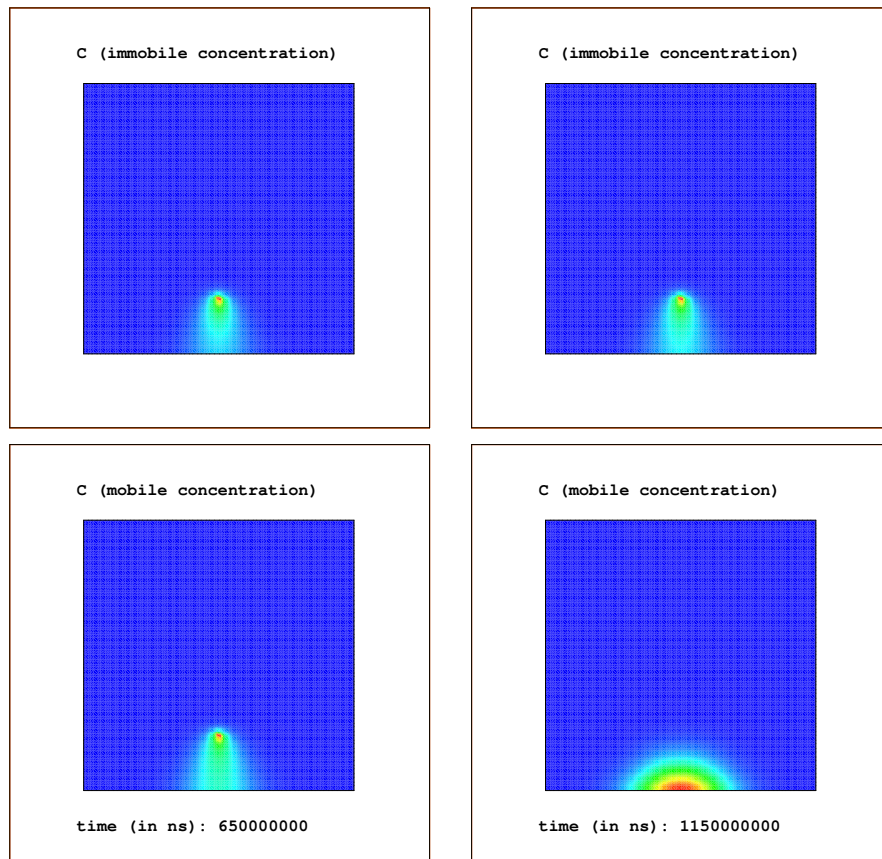 C (immobile concentration)
C (immobile concentration)
C (mobile concentration)
time (in ns): 650000000
C (mobile concentration)
time (in ns): 1150000000